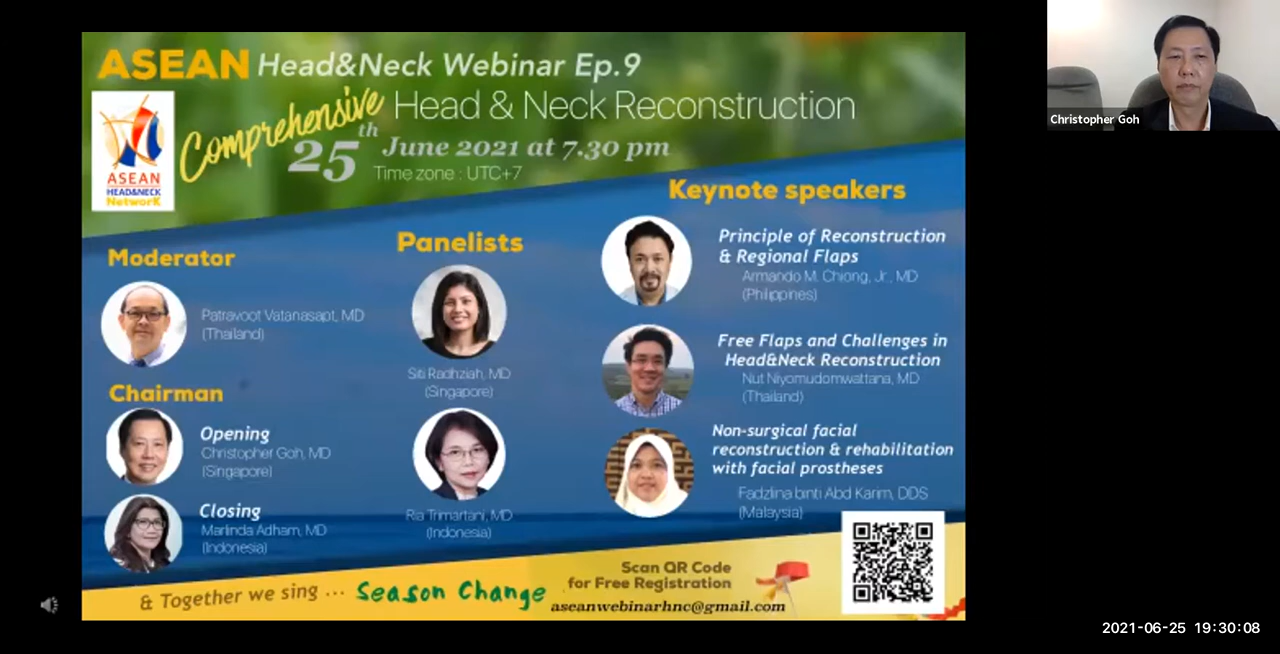 ASEAN Head&Neck Webinar Ep.9
Comprehensive Head & Neck Reconstruction
25th June 2021 at 7.30 pm
Time zone : UTC+7
ASEAN
HEAD&NECK
NetworK
Moderator
Patravoot Vatanasapt, MD
(Thailand)
Chairman
Opening
Christopher Goh, MD
(Singapore)
Closing
Marlinda Adham, MD
(Indonesia)
Panelists
Siti Radhziah, MD
(Singapore)
Ria Trimartani, MD
(Indonesia)
Keynote speakers
Principle of Reconstruction
& Regional Flaps
Armando M. Chiong, Jr., MD
(Philippines)
Free Flaps and Challenges in
Head&Neck Reconstruction
Nut Niyomudomwattana, MD
(Thailand)
Non-surgical facial
reconstruction & rehabilitation
with facial prostheses
Fadzlina binti Abd Karim, DDS
(Malaysia)
& Together we sing ... Season Change
Scan QR Code
for Free Registration
aseanwebinarhnc@gmail.com
Christopher Goh
2021-06-25 19:30:08